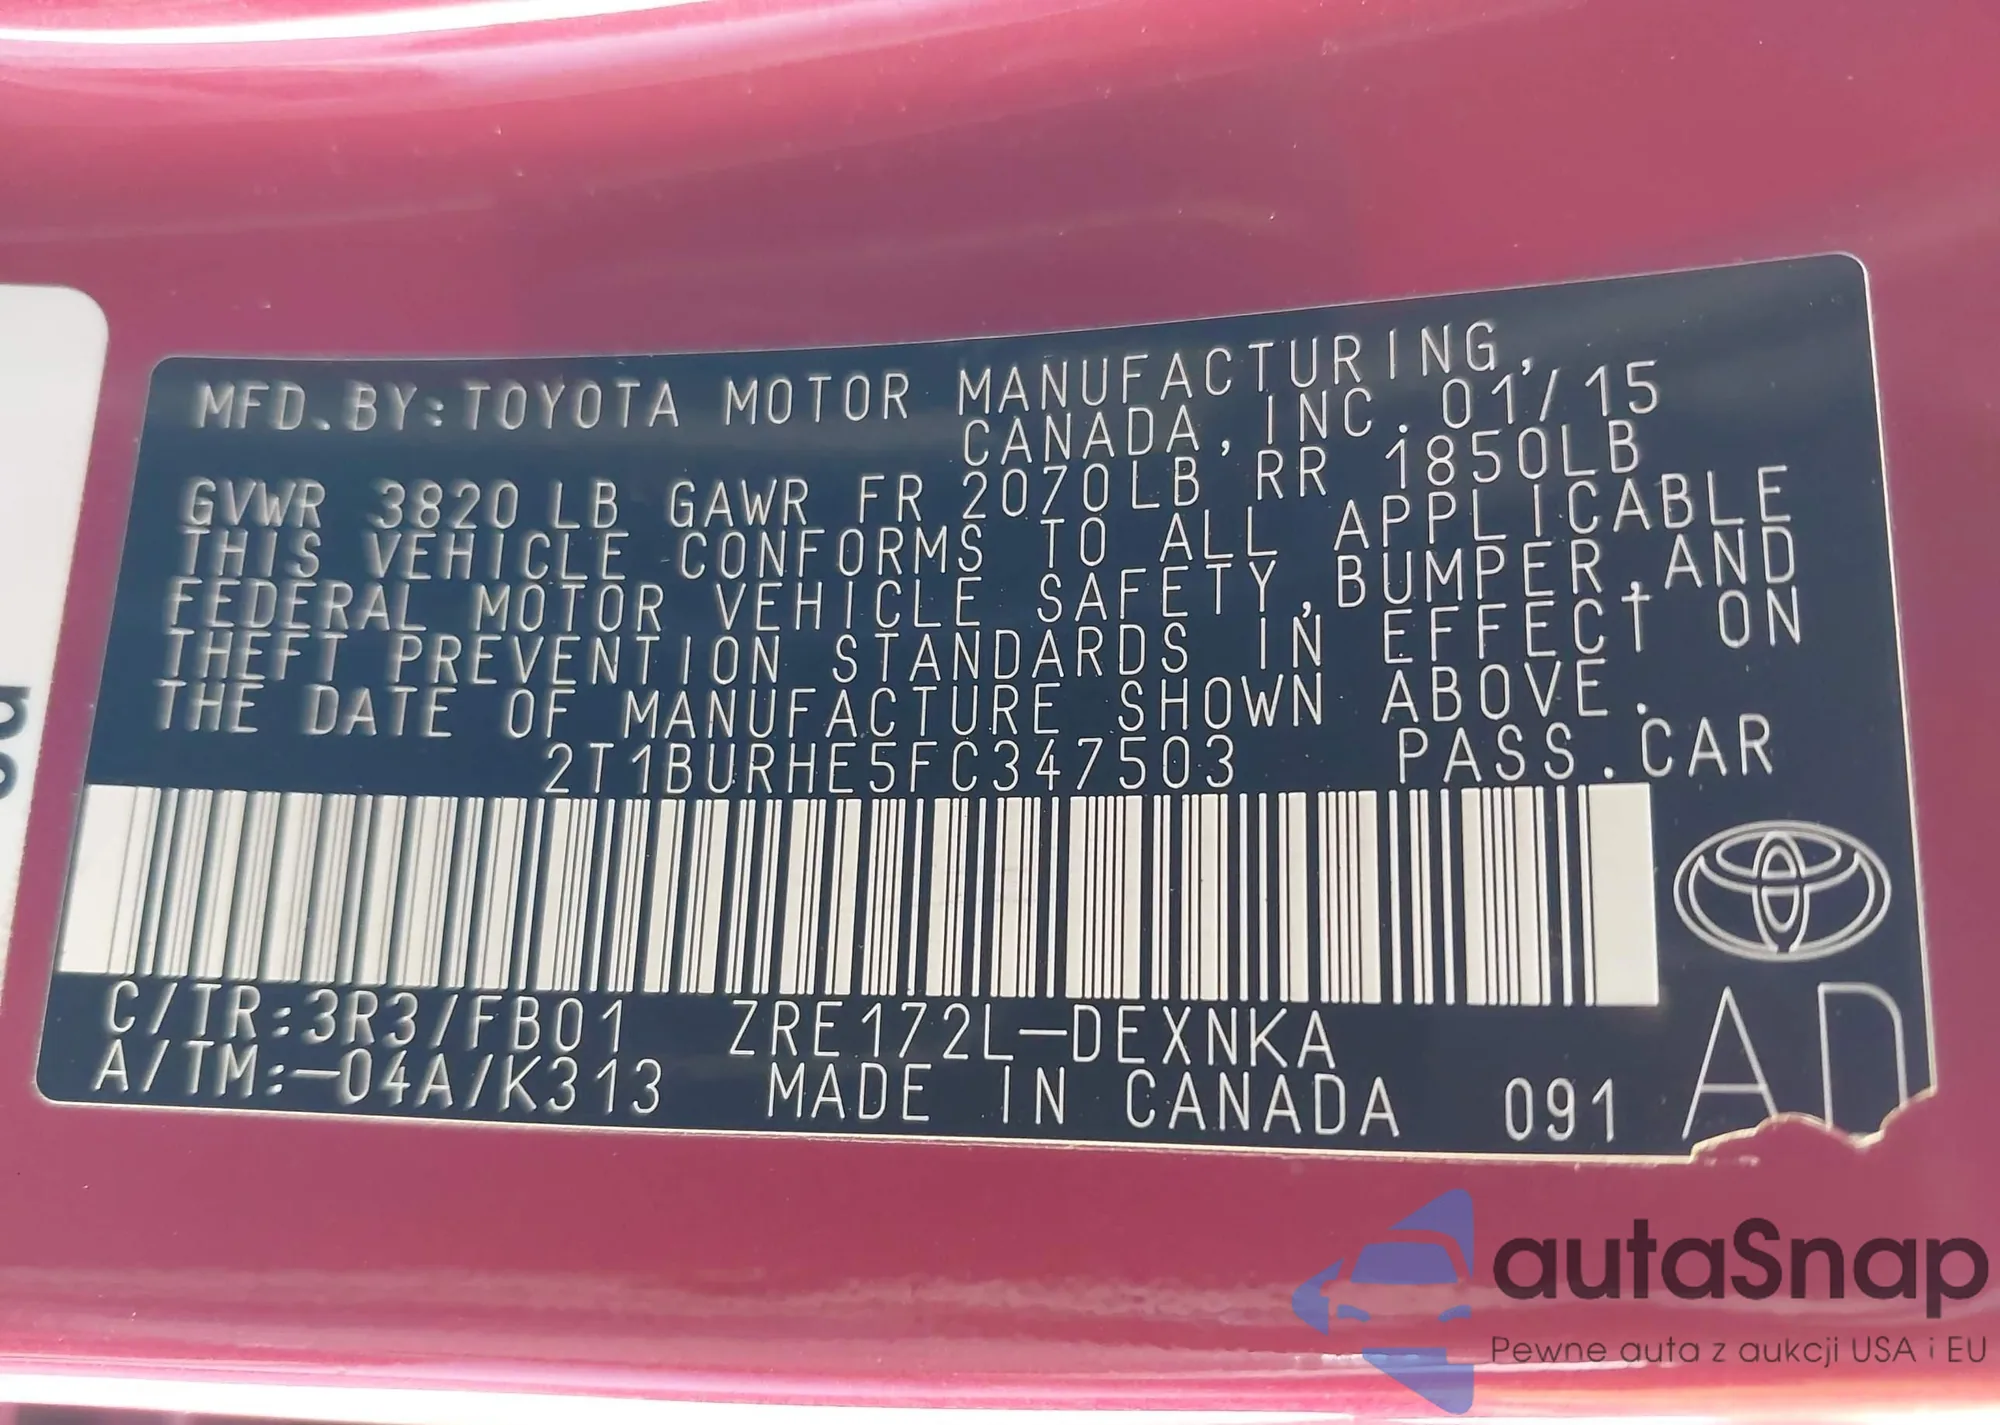 MFD.BY:TOYOTA MOTOR MANUFACTURING,
CANADA,INC.01/15
GVWR 3820LB GAWR FR 2070LB RR 1850LB
THIS VEHICLE CONFORMS TO ALL APPLICABLE
FEDERAL MOTOR VEHICLE SAFETY,BUMPER,AND
THEFT PREVENTION STANDARDS IN EFFECT ON
THE DATE OF MANUFACTURE SHOWN ABOVE.
2T1BURHE5FC347503 PASS.CAR
C/TR:3R3/FB01 ZRE172L-DEXNKA
A/TM:-04A/K313 MADE IN CANADA 091
AD
autaSnap
Pewne auta z aukcji USA i EU